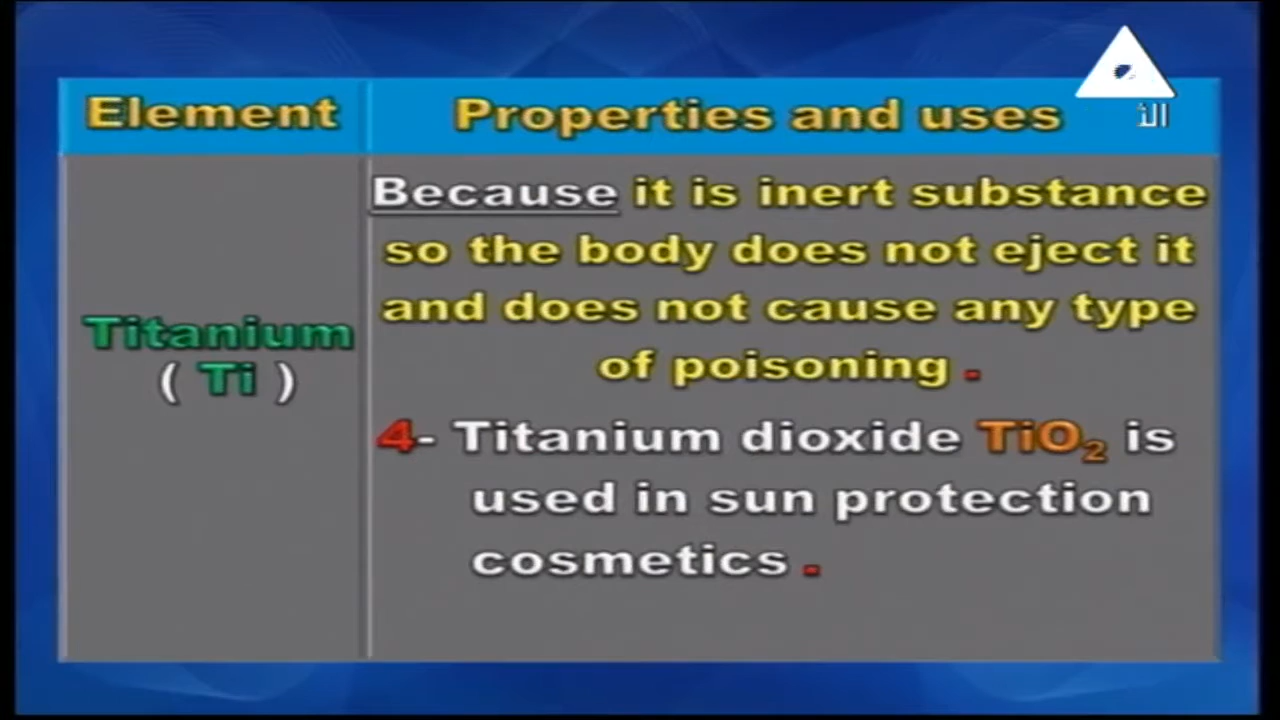 Element
Properties and uses
Because it is inert substance
so the body does not eject it
and does not cause any type
of poisoning .
Titanium
( Ti )
4- Titanium dioxide TiO₂ is
used in sun protection
cosmetics .